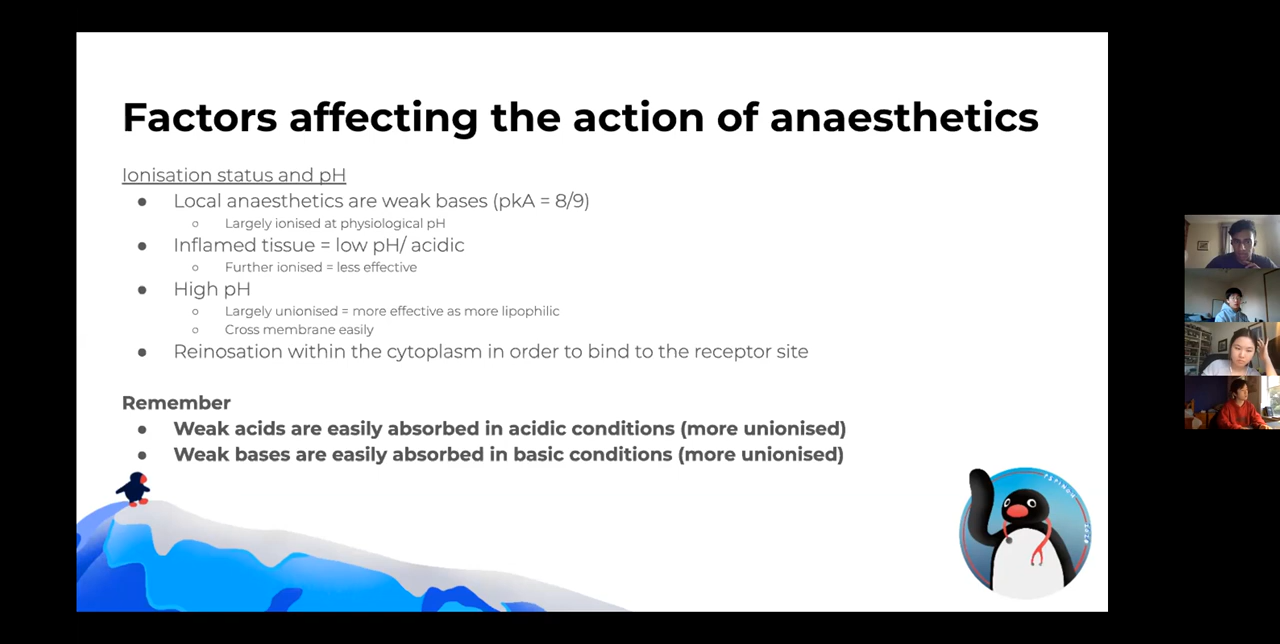 Factors affecting the action of anaesthetics
Ionisation status and pH
● Local anaesthetics are weak bases (pkA = 8/9)
○ Largely ionised at physiological pH
● Inflamed tissue = low pH/ acidic
○ Further ionised = less effective
● High pH
○ Largely unionised = more effective as more lipophilic
○ Cross membrane easily
● Reinosation within the cytoplasm in order to bind to the receptor site
Remember
● Weak acids are easily absorbed in acidic conditions (more unionised)
● Weak bases are easily absorbed in basic conditions (more unionised)